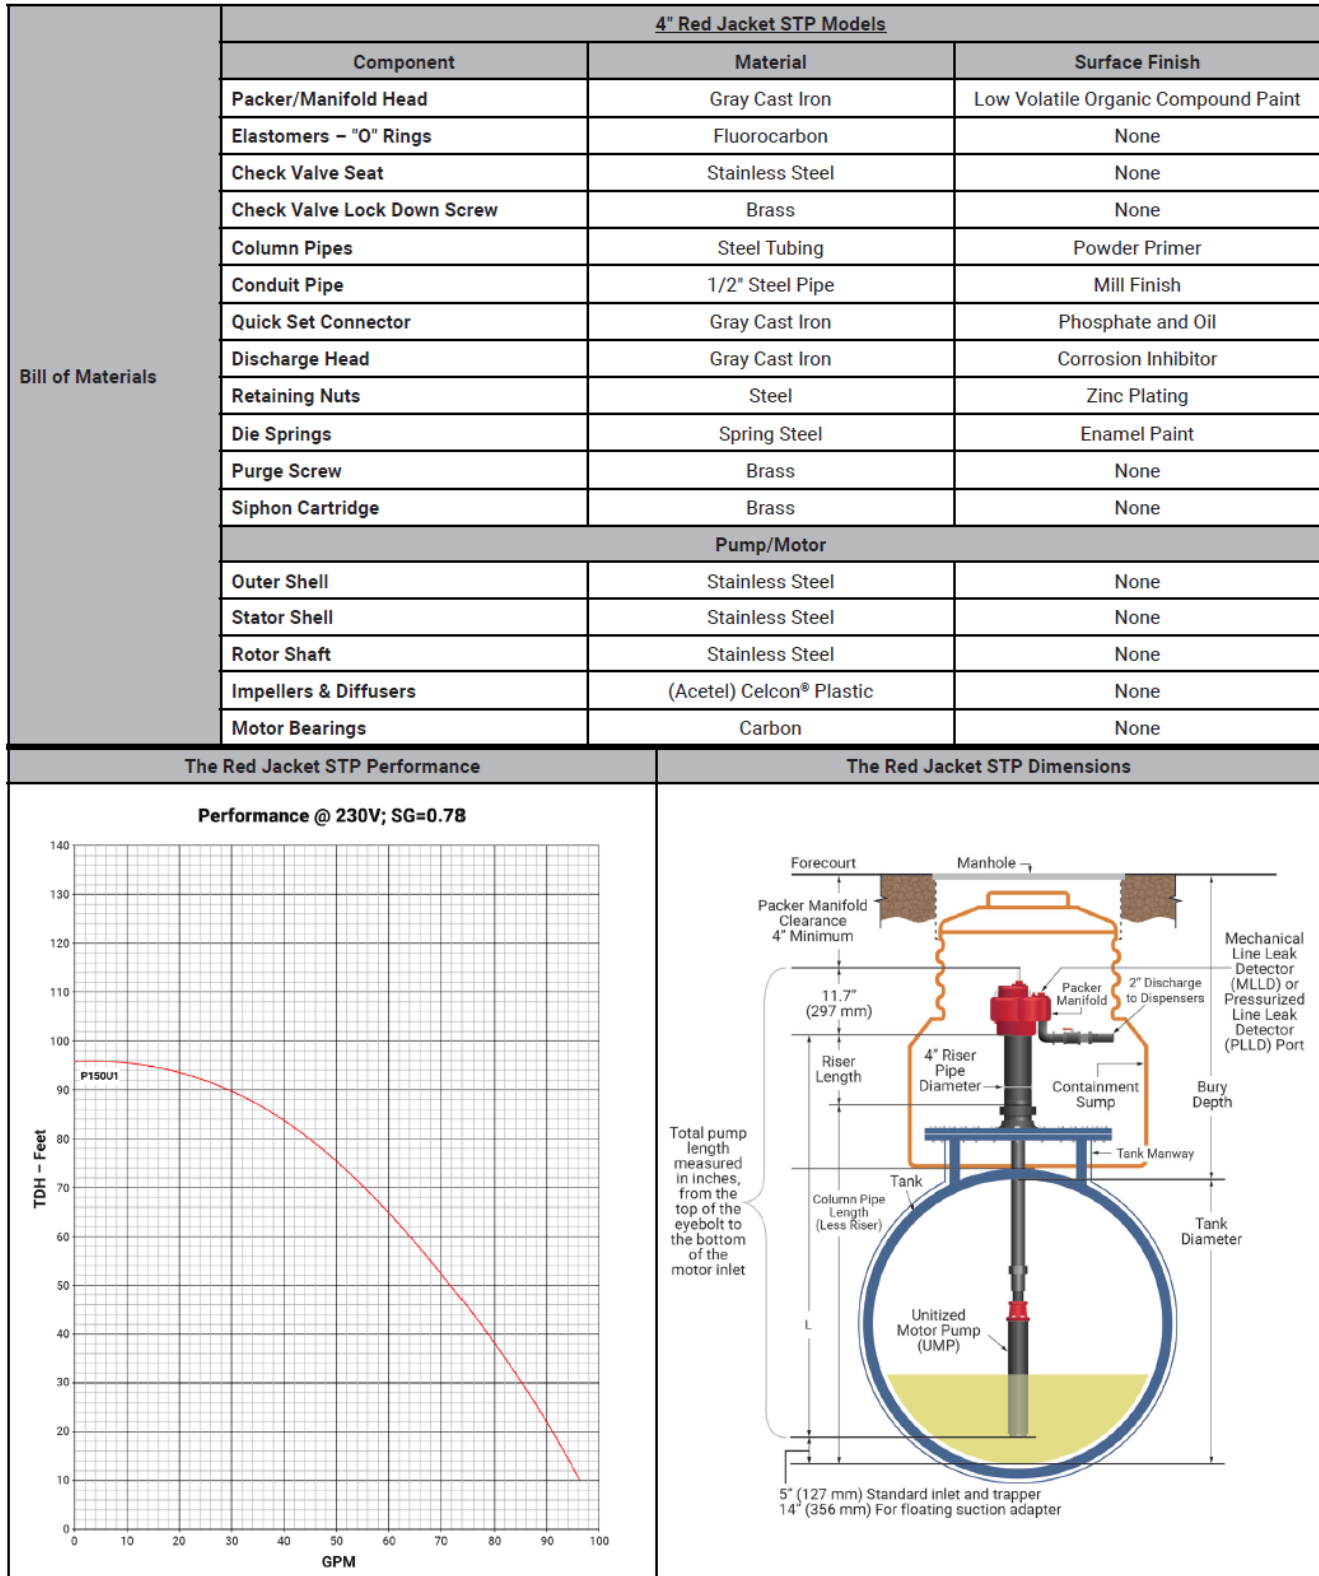 4" Red Jacket STP Models
Component Material Surface Finish
Packer/Manifold Head Gray Cast Iron Low Volatile Organic Compound Paint
Elastomers – "O" Rings Fluorocarbon None
Check Valve Seat Stainless Steel None
Check Valve Lock Down Screw Brass None
Column Pipes Steel Tubing Powder Primer
Conduit Pipe 1/2" Steel Pipe Mill Finish
Quick Set Connector Gray Cast Iron Phosphate and Oil
Discharge Head Gray Cast Iron Corrosion Inhibitor
Bill of Materials
Retaining Nuts Steel Zinc Plating
Die Springs Spring Steel Enamel Paint
Purge Screw Brass None
Siphon Cartridge Brass None
Pump/Motor
Outer Shell Stainless Steel None
Stator Shell Stainless Steel None
Rotor Shaft Stainless Steel None
Impellers & Diffusers (Acetel) Celcon® Plastic None
Motor Bearings Carbon None
The Red Jacket STP Performance
Performance @ 230V; SG=0.78
140
130
120
110
100
90
80
70
60
50
40
30
20
10
0
TDH – Feet
P150U1
0 10 20 30 40 50 60 70 80 90 100
GPM
The Red Jacket STP Dimensions
Forecourt
Manhole
Packer Manifold
Clearance
4" Minimum
11.7"
(297 mm)
Riser
Length
4" Riser
Pipe
Diameter
Packer
Manifold
2" Discharge
to Dispensers
Mechanical
Line Leak
Detector
(MLLD) or
Pressurized
Line Leak
Detector
(PLLD) Port
Containment
Sump
Bury
Depth
Total pump
length
measured
in inches,
from the
top of the
eyebolt to
the bottom
of the
motor inlet
Tank Manway
Tank
Column Pipe
Length
(Less Riser)
Tank
Diameter
L
Unitized
Motor Pump
(UMP)
5" (127 mm) Standard inlet and trapper
14" (356 mm) For floating suction adapter